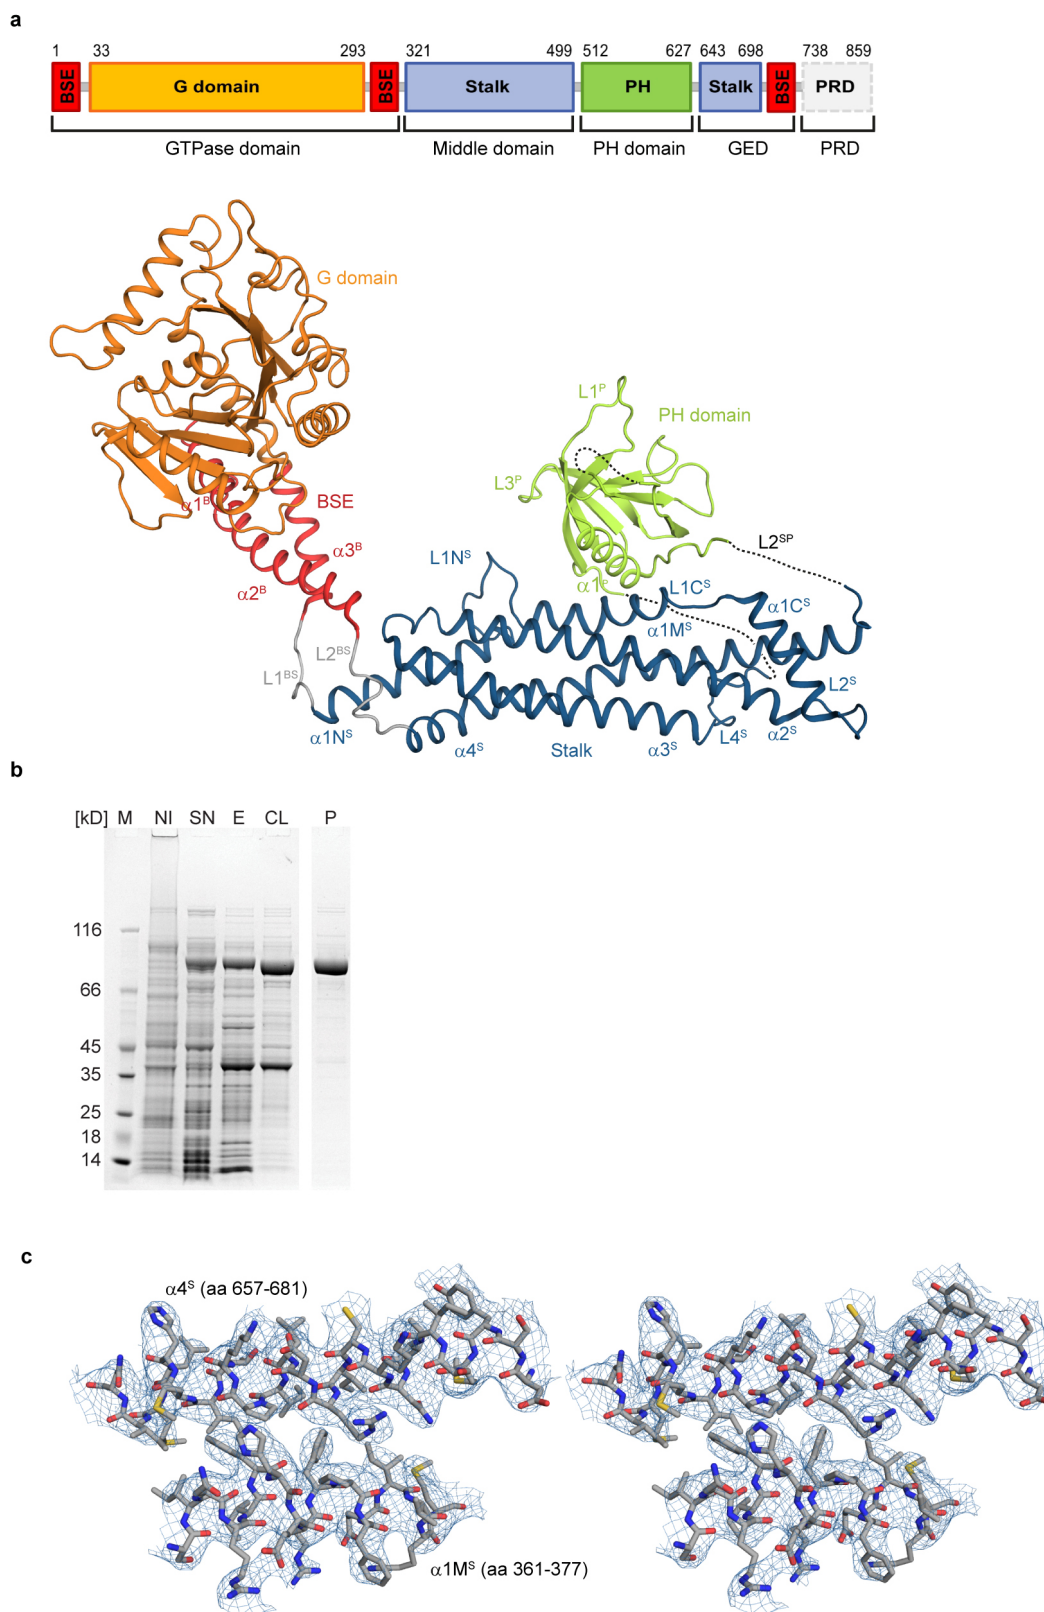 a
1 33 293 321 499 512 627 643 698 738 859
BSE G domain BSE Stalk PH Stalk BSE PRD
GTPase domain Middle domain PH domain GED PRD
G domain
L1ᴾ
PH domain
L3ᴾ
α1ᴮ BSE
L2ˢᴾ
α3ᴮ
L1Nˢ
α2ᴮ α1ᴾ L1Cˢ
α1Cˢ
α1Mˢ
L2ᴮˢ
L1ᴮˢ L2ˢ
α1Nˢ α4ˢ Stalk α3ˢ L4ˢ α2ˢ
b
[kD] M NI SN E CL P
116
66
45
35
25
18
14
c
α4ˢ (aa 657-681)
α1Mˢ (aa 361-377)